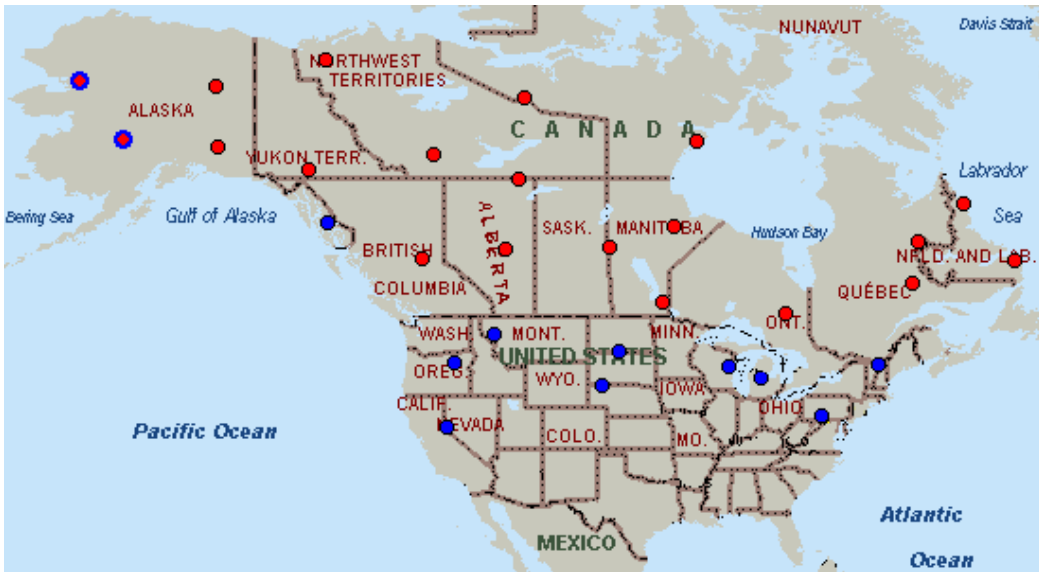 NUNAVUT
Davis Strait
NORTHWEST
TERRITORIES
ALASKA
C A N A D A
YUKON TERR.
Labrador
Sea
Bering Sea
Gulf of Alaska
ALBERTA
SASK.
MANITOBA
Hudson Bay
BRITISH
COLUMBIA
NFLD. AND LAB.
QUÉBEC
ONT.
WASH.
MONT.
MINN.
UNITED STATES
OREG.
WYO.
IOWA
CALIF.
NEVADA
OHIO
COLO.
MO.
Pacific Ocean
Atlantic
Ocean
MEXICO